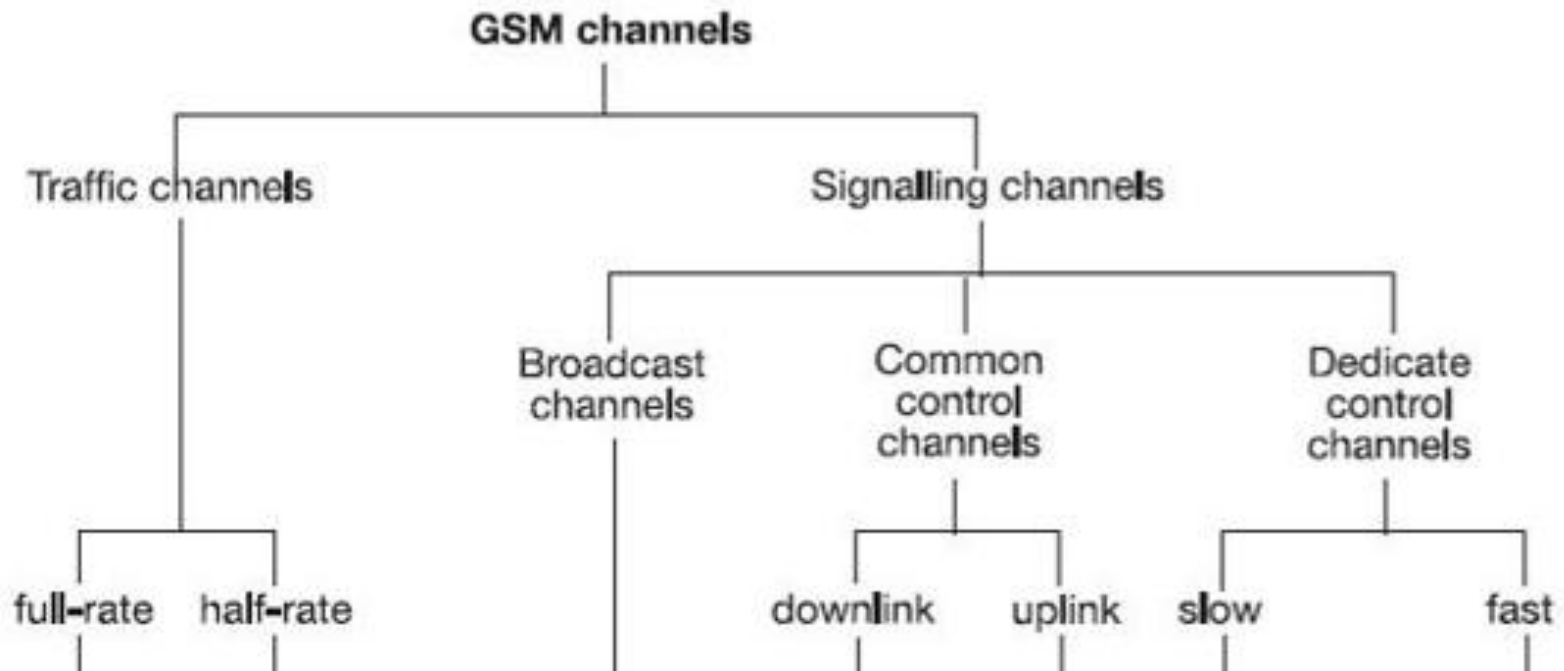 GSM channels
Traffic channels
Signalling channels
Broadcast
channels
Common
control
channels
Dedicate
control
channels
full-rate
half-rate
downlink
uplink
slow
fast